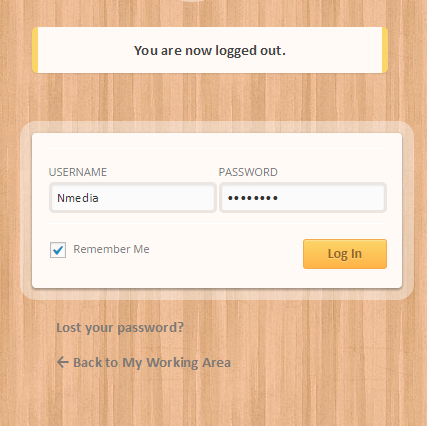 You are now logged out.
USERNAME
PASSWORD
Nmedia
••••••••
Remember Me
Log In
Lost your password?
← Back to My Working Area